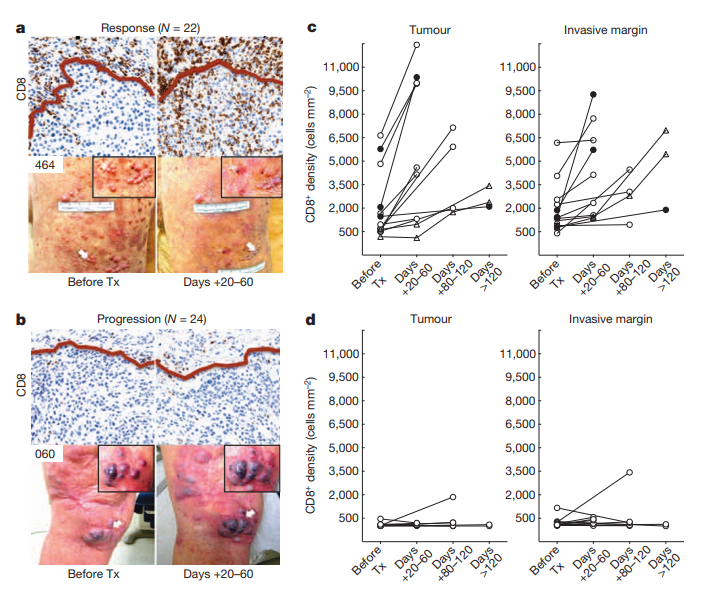 a
Response (N = 22)
CD8
464
Before Tx
Days +20–60
b
Progression (N = 24)
CD8
060
Before Tx
Days +20–60
c
Tumour
Invasive margin
CD8⁺ density (cells mm⁻²)
11,000
9,500
8,000
6,500
5,000
3,500
2,000
500
Before Tx
Days +20–60
Days +80–120
Days >120
11,000
9,500
8,000
6,500
5,000
3,500
2,000
500
Before Tx
Days +20–60
Days +80–120
Days >120
d
Tumour
Invasive margin
CD8⁺ density (cells mm⁻²)
11,000
9,500
8,000
6,500
5,000
3,500
2,000
500
Before Tx
Days +20–60
Days +80–120
Days >120
11,000
9,500
8,000
6,500
5,000
3,500
2,000
500
Before Tx
Days +20–60
Days +80–120
Days >120